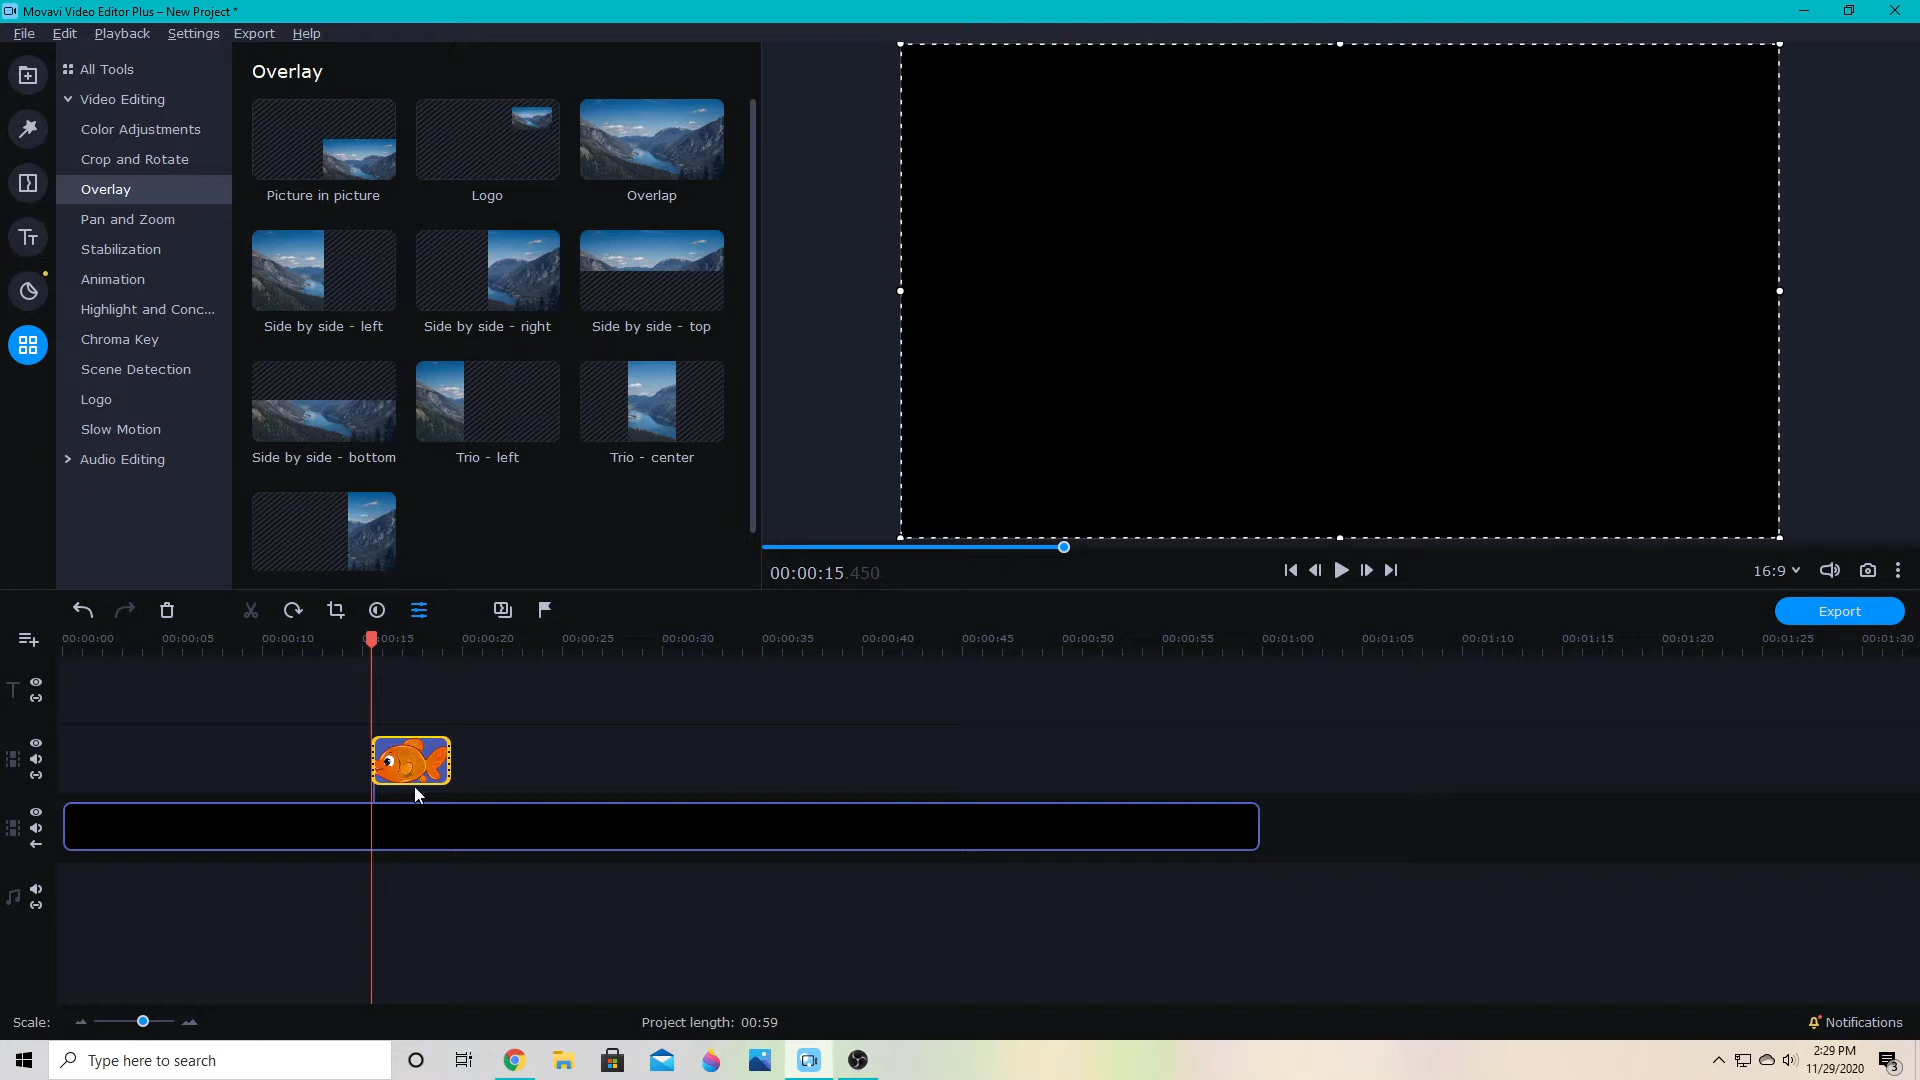 Movavi Video Editor Plus – New Project *
File Edit Playback Settings Export Help
All Tools
Video Editing
Color Adjustments
Crop and Rotate
Overlay
Pan and Zoom
Stabilization
Animation
Highlight and Conc...
Chroma Key
Scene Detection
Logo
Slow Motion
Audio Editing
Overlay
Picture in picture
Logo
Overlap
Side by side - left
Side by side - right
Side by side - top
Side by side - bottom
Trio - left
Trio - center
00:00:15.450
16:9
Export
00:00:00 00:00:05 00:00:10 00:00:15 00:00:20 00:00:25 00:00:30 00:00:35 00:00:40 00:00:45 00:00:50 00:00:55 00:01:00 00:01:05 00:01:10 00:01:15 00:01:20 00:01:25 00:01:30
Scale:
Project length: 00:59
Notifications
Type here to search
2:29 PM
11/29/2020
3